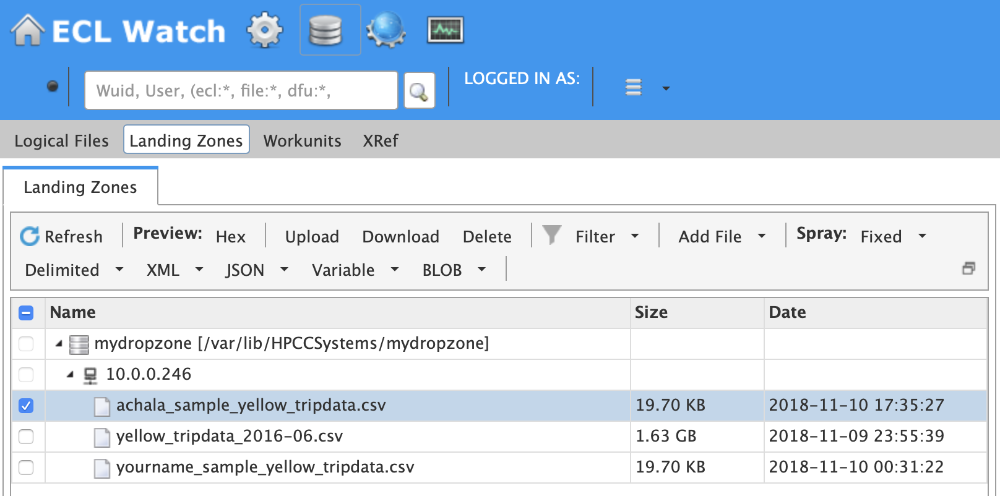 ECL Watch
Wuid, User, (ecl:*, file:*, dfu:*,
LOGGED IN AS:
Logical Files Landing Zones Workunits XRef
Landing Zones
Refresh Preview: Hex Upload Download Delete Filter Add File Spray: Fixed
Delimited XML JSON Variable BLOB
Name Size Date
mydropzone [/var/lib/HPCCSystems/mydropzone]
10.0.0.246
achala_sample_yellow_tripdata.csv 19.70 KB 2018-11-10 17:35:27
yellow_tripdata_2016-06.csv 1.63 GB 2018-11-09 23:55:39
yourname_sample_yellow_tripdata.csv 19.70 KB 2018-11-10 00:31:22